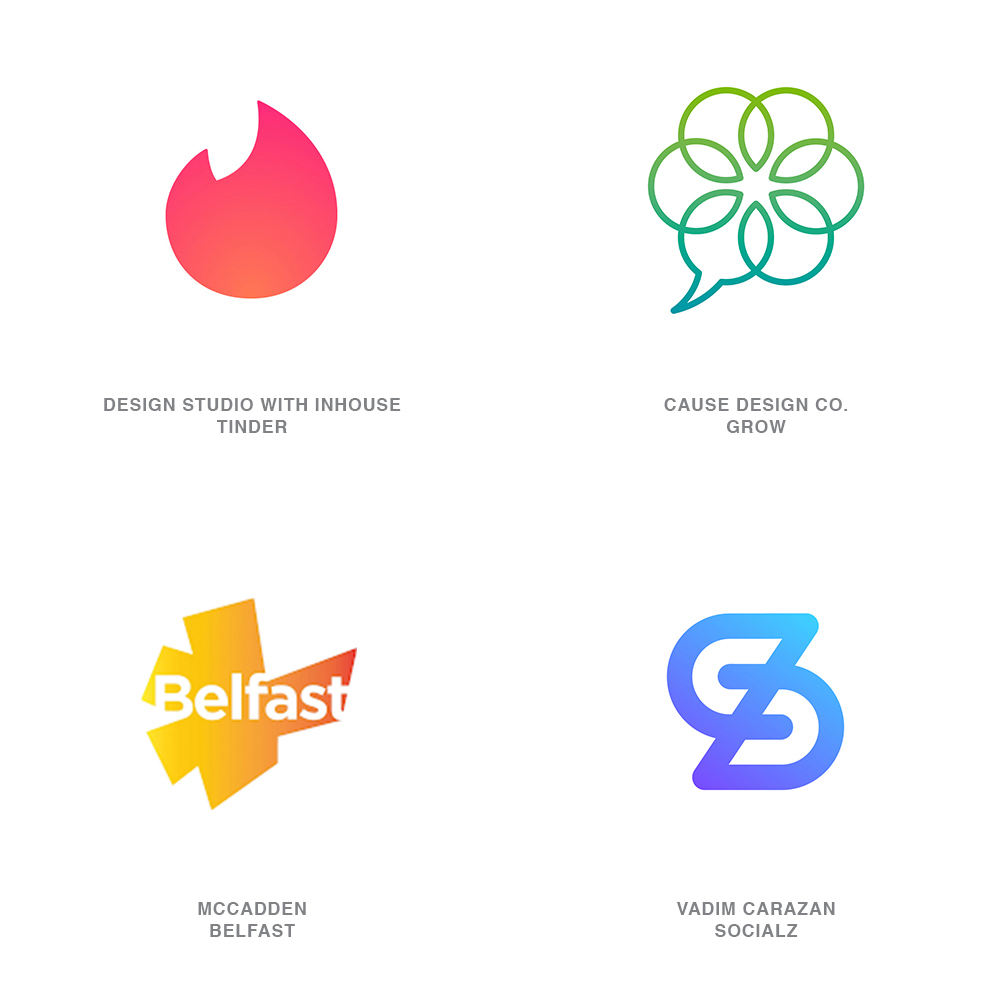 DESIGN STUDIO WITH INHOUSE
TINDER
CAUSE DESIGN CO.
GROW
Belfast
MCCADDEN
BELFAST
VADIM CARAZAN
SOCIALZ